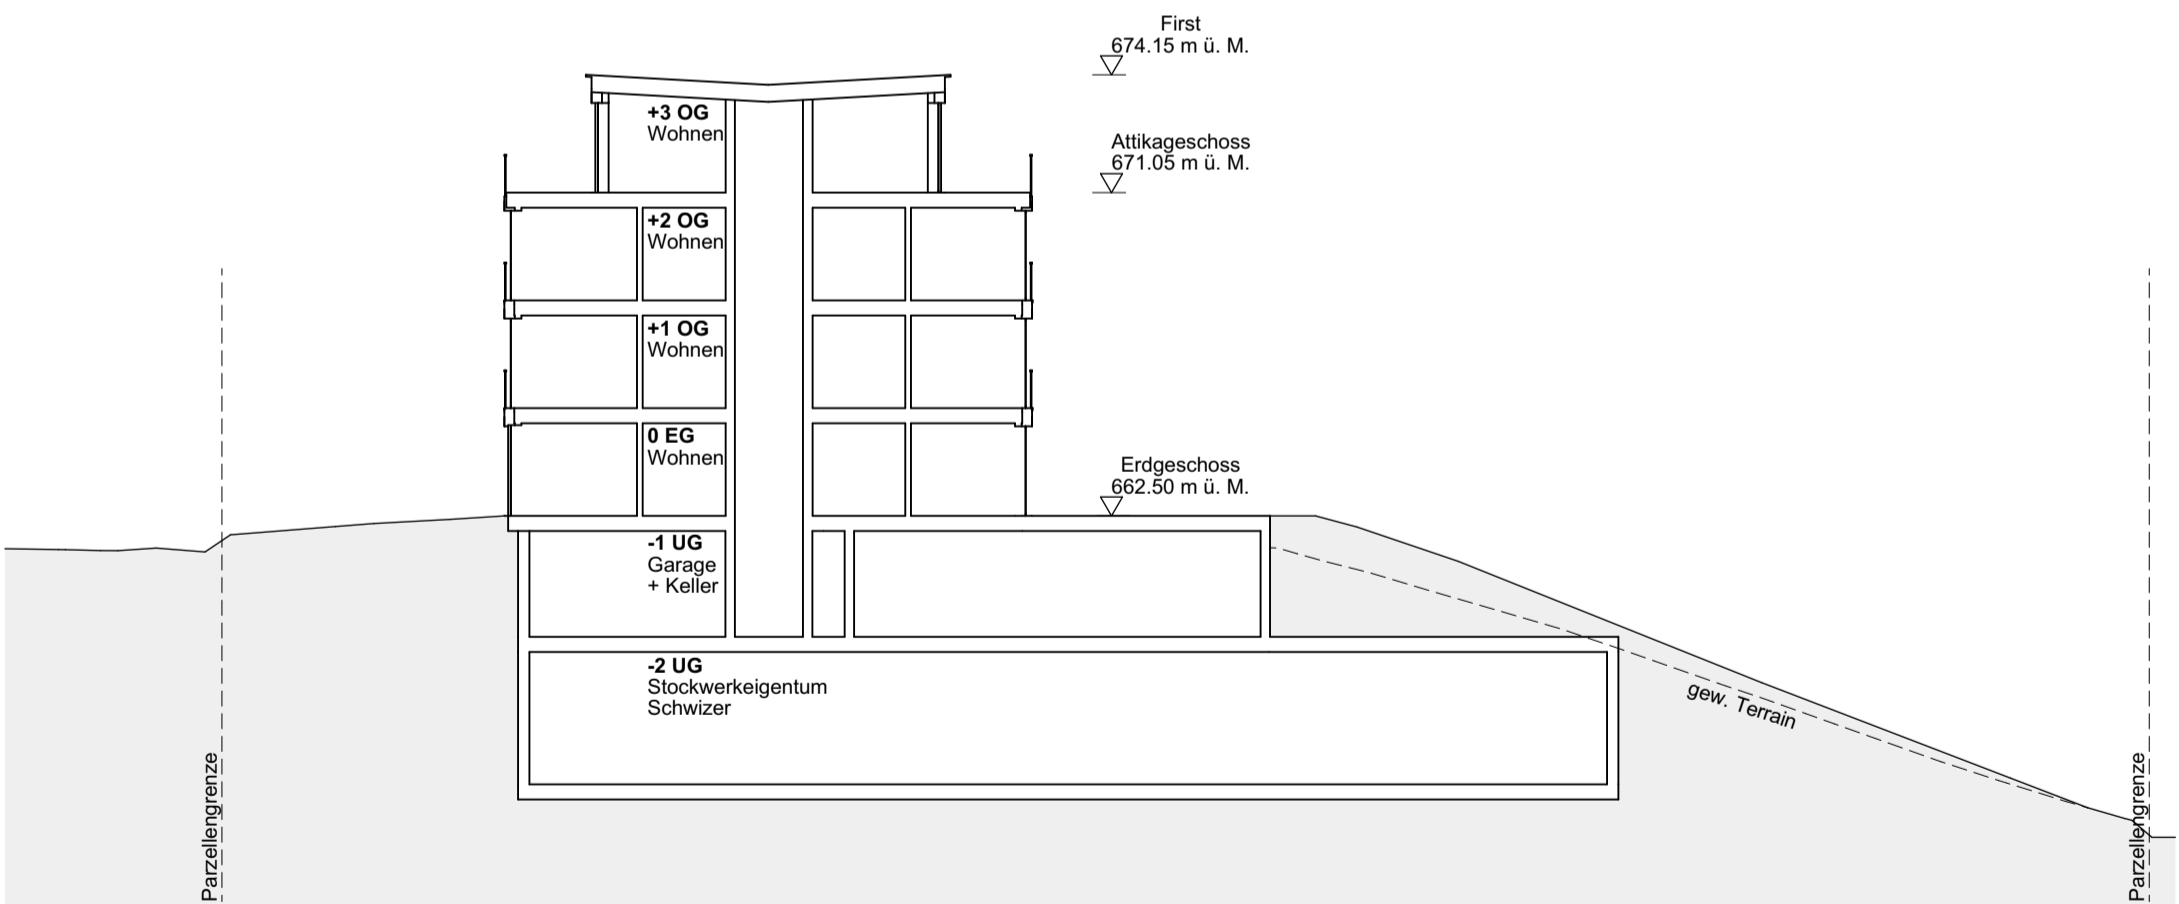 First
674.15 m ü. M.
+3 OG
Wohnen
Attikageschoss
671.05 m ü. M.
+2 OG
Wohnen
+1 OG
Wohnen
0 EG
Wohnen
Erdgeschoss
662.50 m ü. M.
-1 UG
Garage
+ Keller
-2 UG
Stockwerkeigentum
Schwizer
gew. Terrain
Parzellengrenze
Parzellengrenze